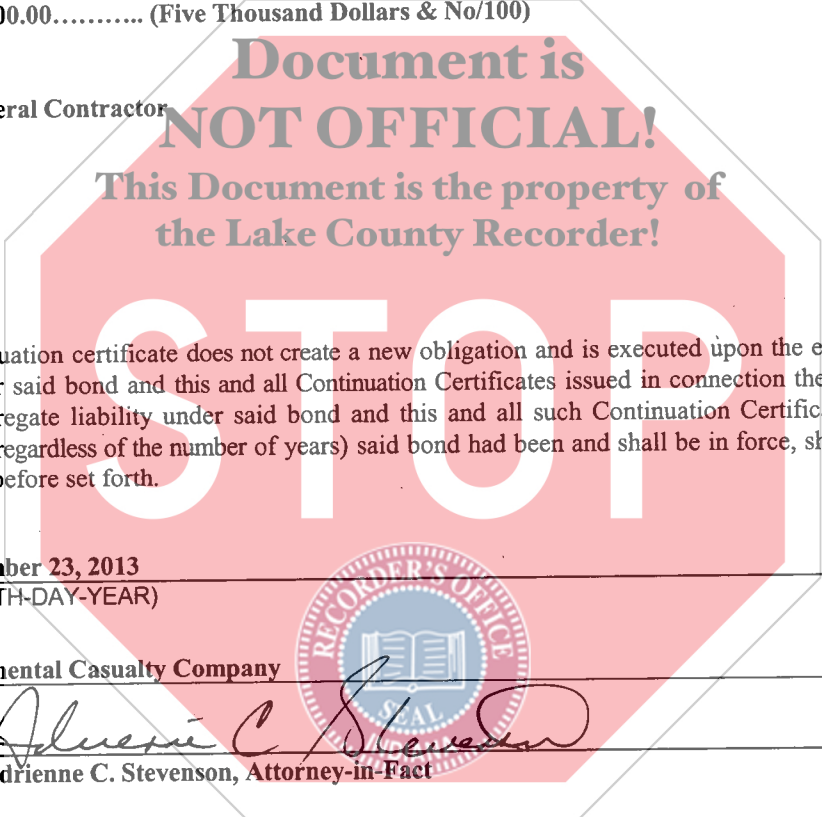 00.00........... (Five Thousand Dollars & No/100)
Document is
eral Contractor
NOT OFFICIAL!
This Document is the property of
the Lake County Recorder!
STOP
uation certificate does not create a new obligation and is executed upon the e
r said bond and this and all Continuation Certificates issued in connection the
regate liability under said bond and this and all such Continuation Certific
regardless of the number of years) said bond had been and shall be in force, sh
before set forth.
ber 23, 2013
TH-DAY-YEAR)
RECORDER'S OFFICE
SEAL
nental Casualty Company
Adrienne C. Stevenson
drienne C. Stevenson, Attorney-in-Fact